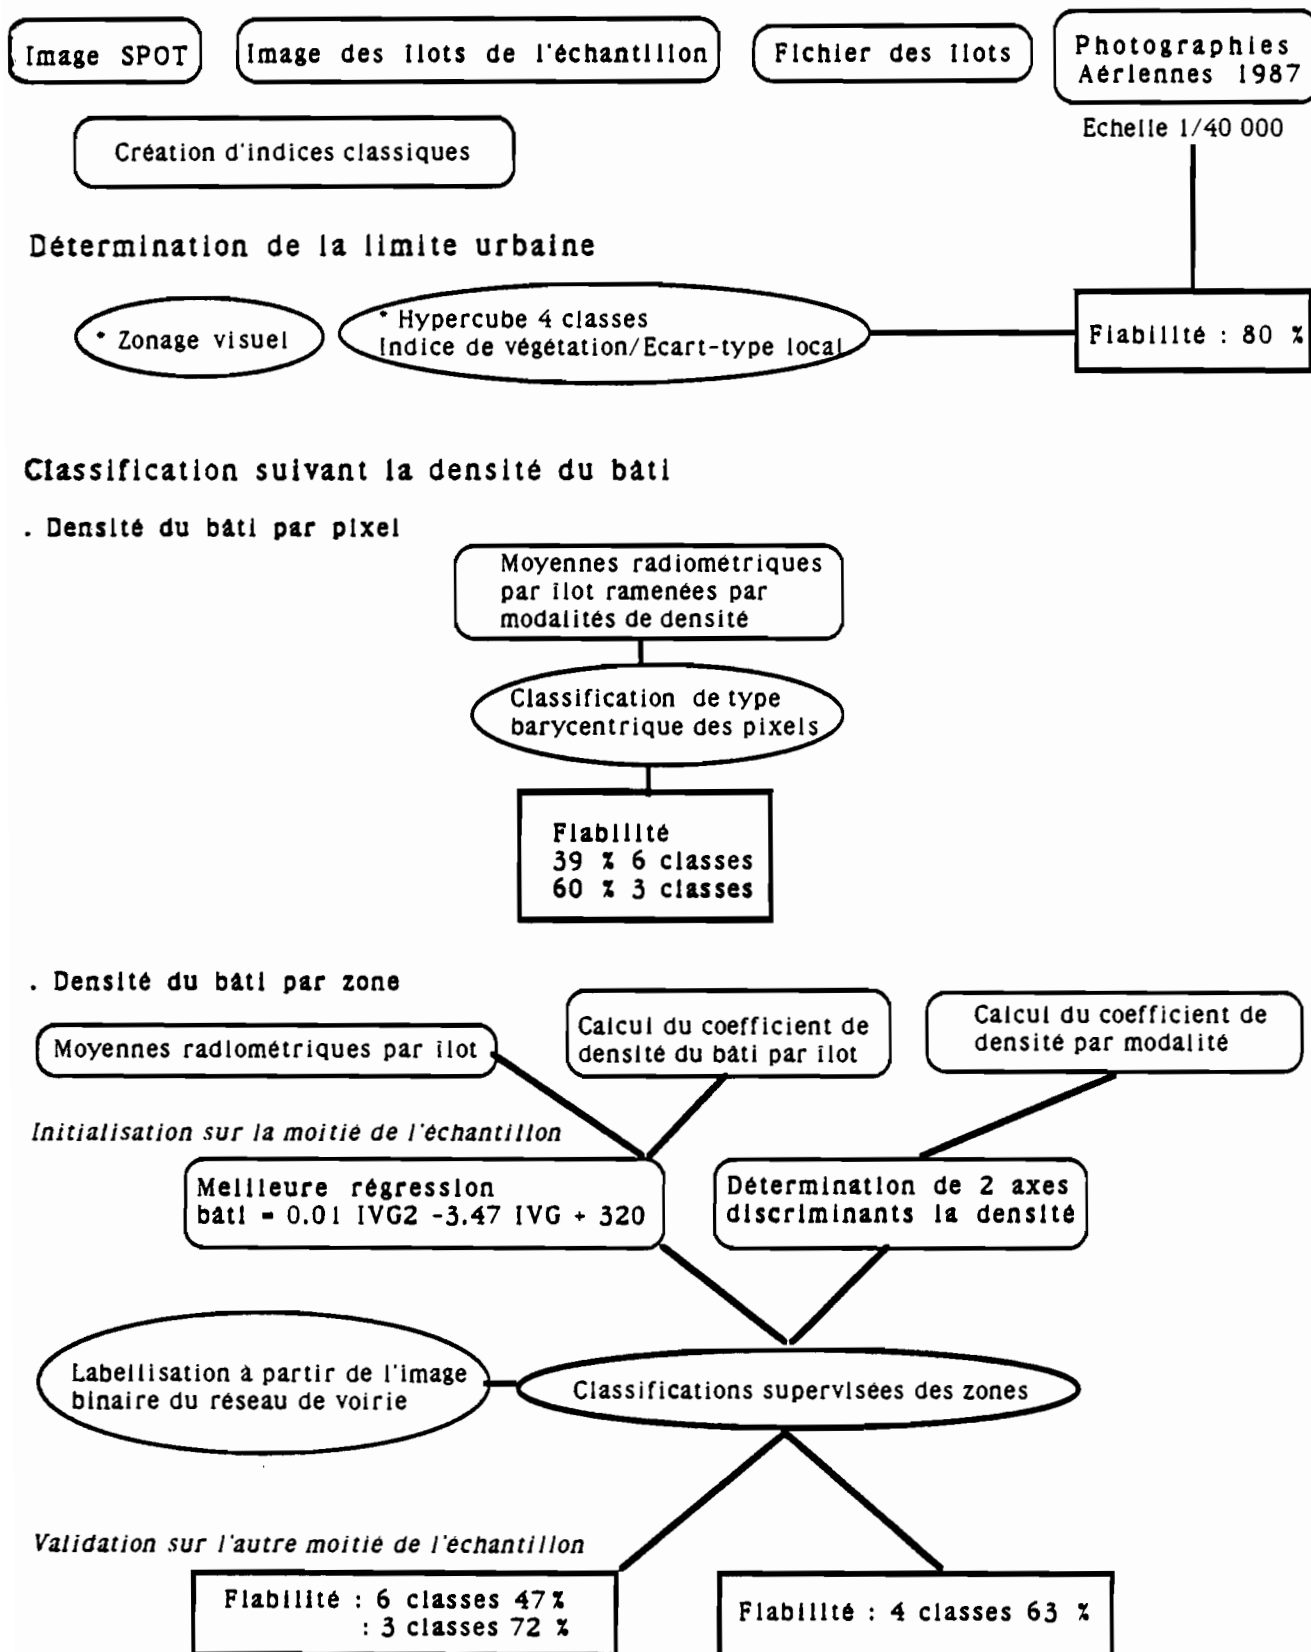 Image SPOT
Image des îlots de l'échantillon
Fichier des îlots
Photographies
Aériennes 1987
Echelle 1/40 000
Création d'indices classiques
Détermination de la limite urbaine
* Zonage visuel
* Hypercube 4 classes
Indice de végétation/Ecart-type local
Fiabilité : 80 %
Classification suivant la densité du bâti
. Densité du bâti par pixel
Moyennes radiométriques
par îlot ramenées par
modalités de densité
Classification de type
barycentrique des pixels
Fiabilité
39 % 6 classes
60 % 3 classes
. Densité du bâti par zone
Moyennes radiométriques par îlot
Calcul du coefficient de
densité du bâti par îlot
Calcul du coefficient de
densité par modalité
Initialisation sur la moitié de l'échantillon
Meilleure régression
bâti = 0.01 IVG2 -3.47 IVG + 320
Détermination de 2 axes
discriminants la densité
Labellisation à partir de l'image
binaire du réseau de voirie
Classifications supervisées des zones
Validation sur l'autre moitié de l'échantillon
Fiabilité : 6 classes 47%
: 3 classes 72 %
Fiabilité : 4 classes 63 %